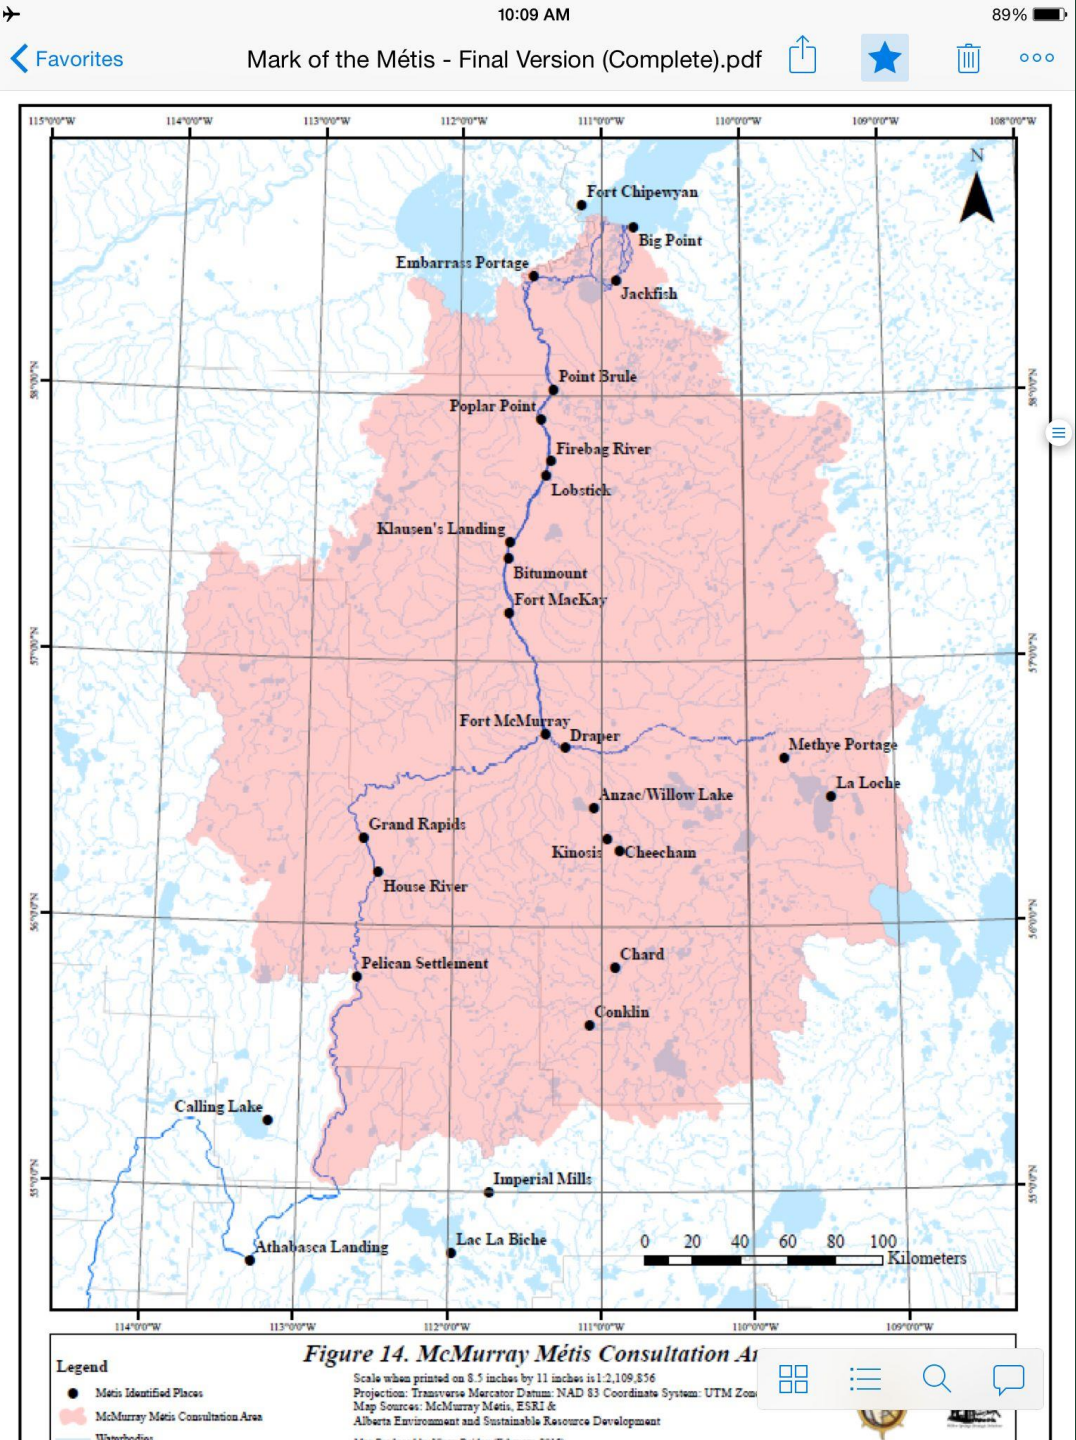 10:09 AM
89%
Favorites
Mark of the Métis - Final Version (Complete).pdf
115°0'0"W 114°0'0"W 113°0'0"W 112°0'0"W 111°0'0"W 110°0'0"W 109°0'0"W 108°0'0"W
N
Fort Chipewyan
Big Point
Embarrass Portage
Jackfish
58°0'0"N 58°0'0"N
Point Brule
Poplar Point
Firebag River
Lobstick
Klausen's Landing
Bitumount
Fort MacKay
57°0'0"N 57°0'0"N
Fort McMurray
Draper
Methye Portage
La Loche
Anzac/Willow Lake
Grand Rapids
Kinosis Cheecham
House River
56°0'0"N 56°0'0"N
Chard
Pelican Settlement
Conklin
Calling Lake
55°0'0"N 55°0'0"N
Imperial Mills
Lac La Biche
Athabasca Landing
0 20 40 60 80 100
Kilometers
114°0'0"W 113°0'0"W 112°0'0"W 111°0'0"W 110°0'0"W 109°0'0"W
Figure 14. McMurray Métis Consultation Ar
Legend
Métis Identified Places
McMurray Métis Consultation Area
Waterbodies
Scale when printed on 8.5 inches by 11 inches is 1:2,109,856
Projection: Transverse Mercator Datum: NAD 83 Coordinate System: UTM Zone
Map Sources: McMurray Métis, ESRI &
Alberta Environment and Sustainable Resource Development